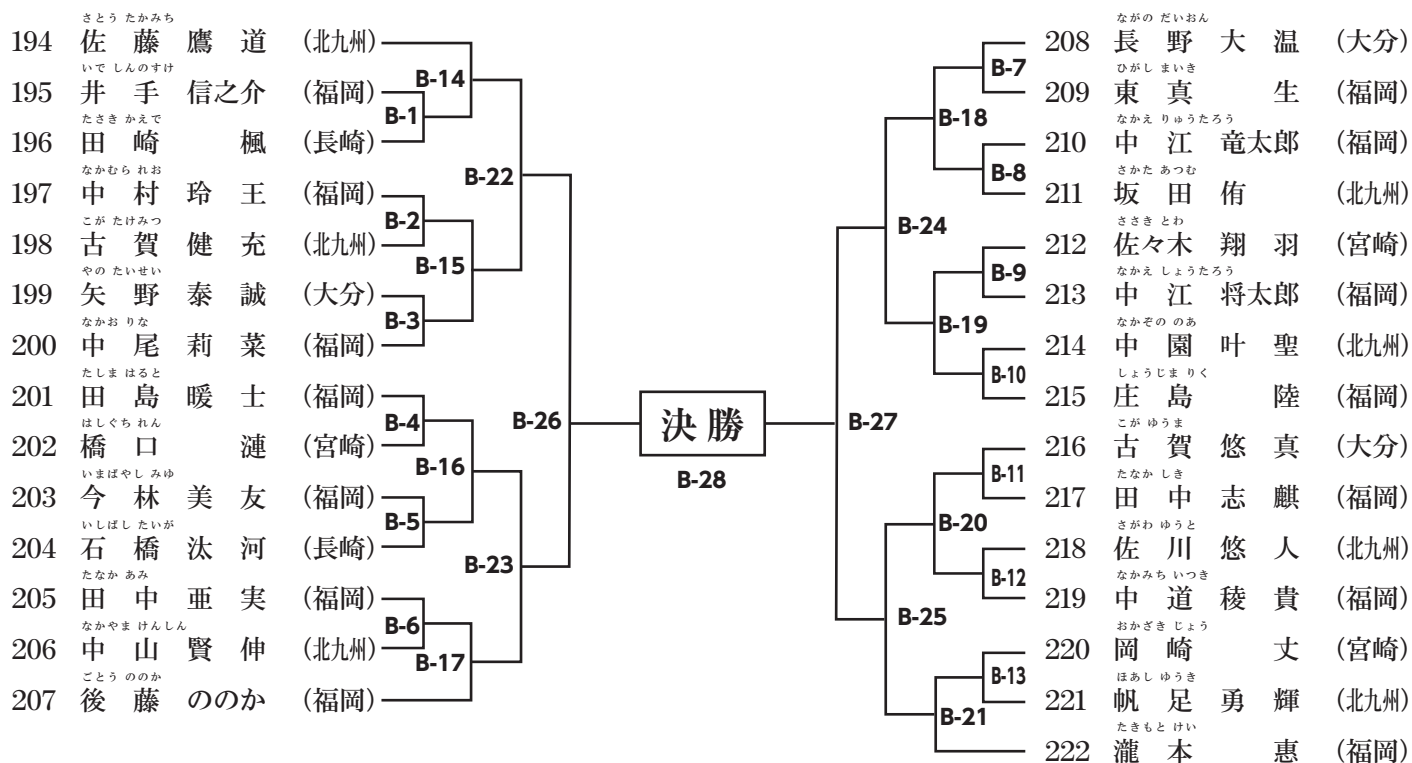 さとう たかみち
194 佐藤鷹道 (北九州)
いで しんのすけ
195 井手信之介 (福岡)
たさき かえで
196 田崎楓 (長崎)
なかむら れお
197 中村玲王 (福岡)
こが たけみつ
198 古賀健充 (北九州)
やの たいせい
199 矢野泰誠 (大分)
なかお りな
200 中尾莉菜 (福岡)
たしま はると
201 田島暖士 (福岡)
はしぐち れん
202 橋口漣 (宮崎)
いまばやし みゆ
203 今林美友 (福岡)
いしばし たいが
204 石橋汰河 (長崎)
たなか あみ
205 田中亜実 (福岡)
なかやま けんしん
206 中山賢伸 (北九州)
ごとう ののか
207 後藤ののか (福岡)
B-1
B-2
B-3
B-4
B-5
B-6
B-14
B-15
B-16
B-17
B-22
B-23
B-26
決勝
B-28
B-27
B-24
B-25
B-18
B-19
B-20
B-21
B-7
B-8
B-9
B-10
B-11
B-12
B-13
ながの だいおん
208 長野大温 (大分)
ひがし まいき
209 東真生 (福岡)
なかえ りゅうたろう
210 中江竜太郎 (福岡)
さかた あつむ
211 坂田侑 (北九州)
ささき とわ
212 佐々木翔羽 (宮崎)
なかえ しょうたろう
213 中江将太郎 (福岡)
なかぞの のあ
214 中園叶聖 (北九州)
しょうじま りく
215 庄島陸 (福岡)
こが ゆうま
216 古賀悠真 (大分)
たなか しき
217 田中志麒 (福岡)
さがわ ゆうと
218 佐川悠人 (北九州)
なかみち いつき
219 中道稜貴 (福岡)
おかざき じょう
220 岡崎丈 (宮崎)
ほあし ゆうき
221 帆足勇輝 (北九州)
たきもと けい
222 瀧本惠 (福岡)